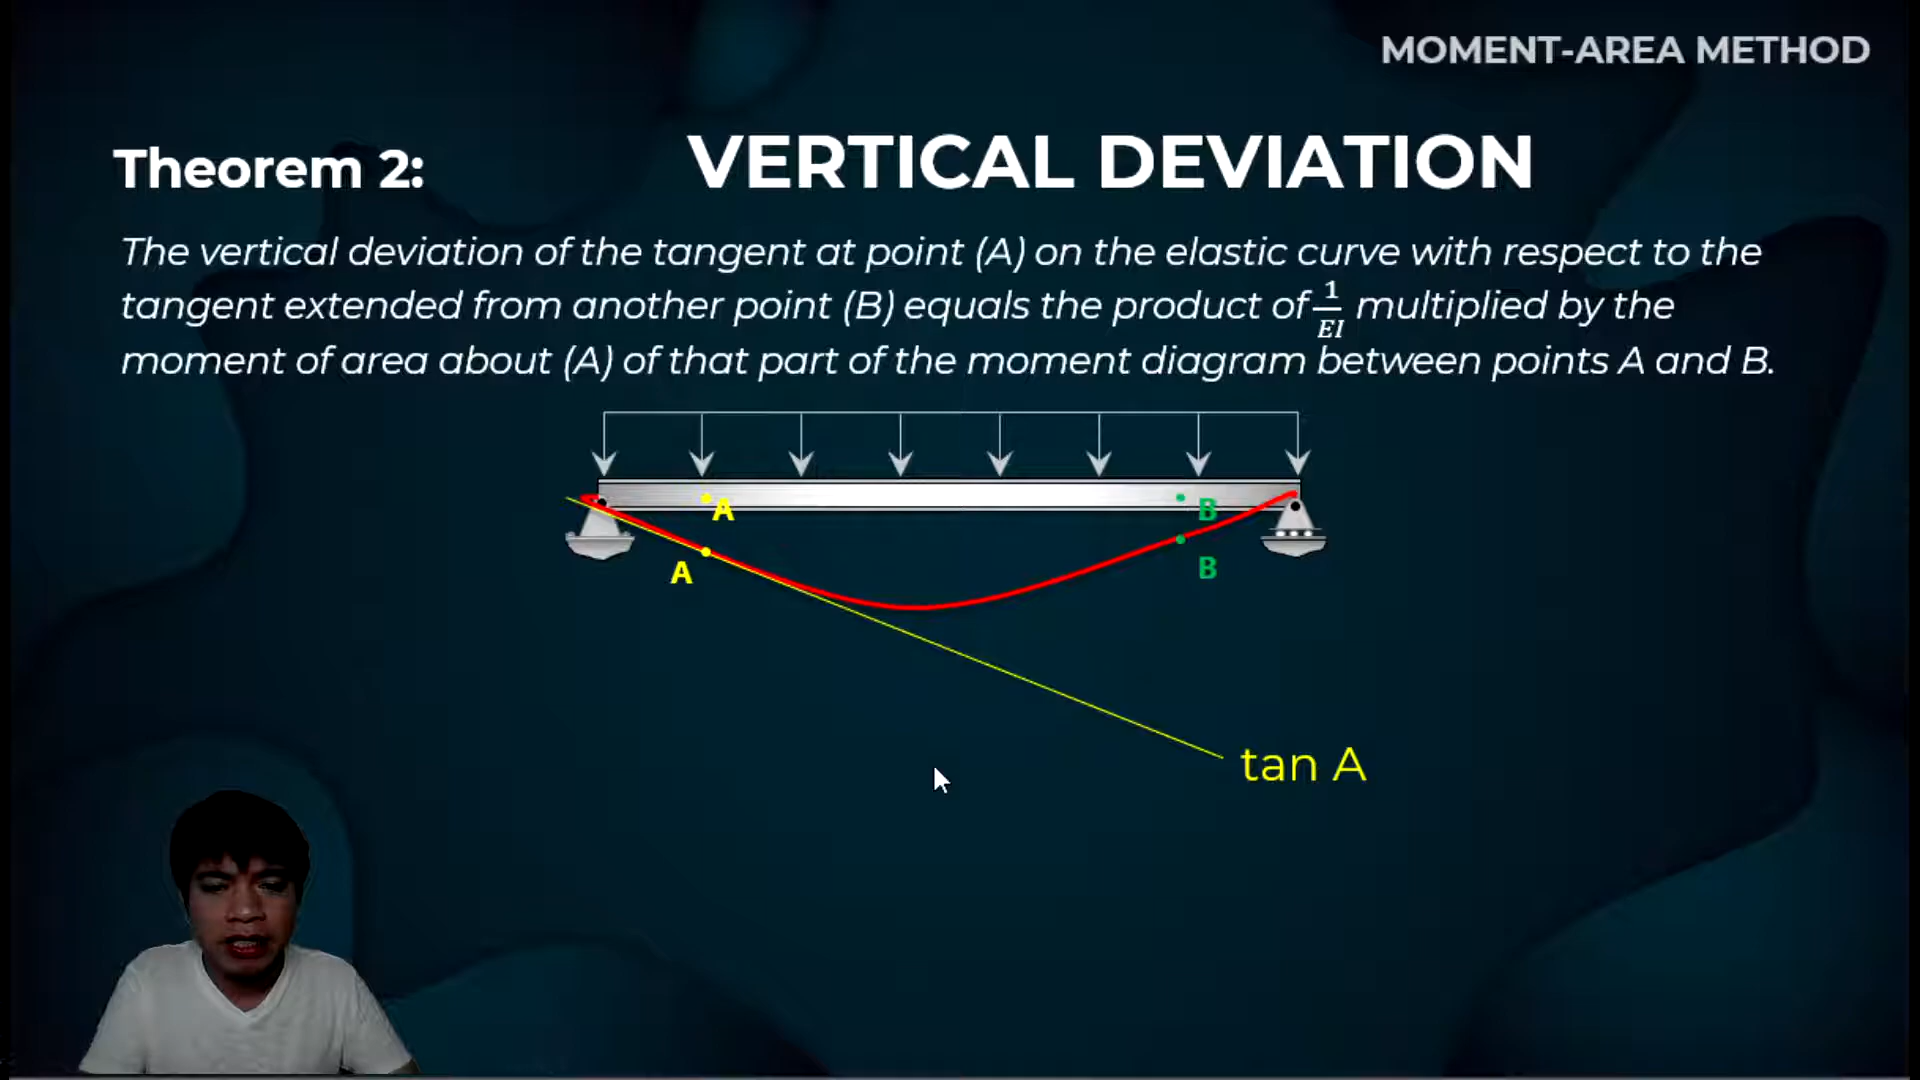 MOMENT-AREA METHOD
Theorem 2:
VERTICAL DEVIATION
The vertical deviation of the tangent at point (A) on the elastic curve with respect to the
tangent extended from another point (B) equals the product of 1/EI multiplied by the
moment of area about (A) of that part of the moment diagram between points A and B.
A
B
A
B
tan A